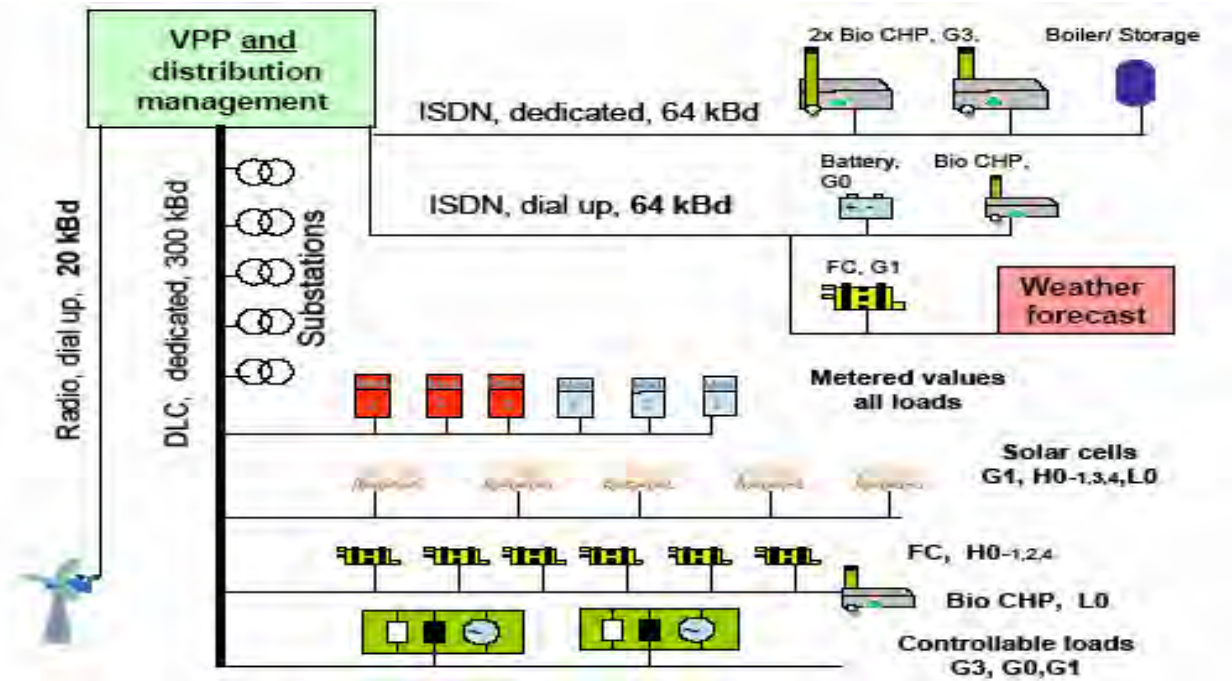 VPP and
distribution
management
2x Bio CHP, G3,
Boiler/ Storage
ISDN, dedicated, 64 kBd
Battery,
G0
Bio CHP,
ISDN, dial up, 64 kBd
FC, G1
Weather
forecast
Radio, dial up, 20 kBd
DLC, dedicated, 300 kBd
Substations
Metered values
all loads
Solar cells
G1, H0-1,3,4,L0
FC, H0-1,2,4
Bio CHP, L0
Controllable loads
G3, G0,G1